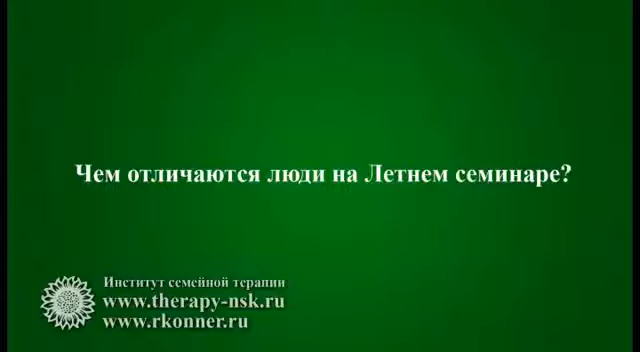 Чем отличаются люди на Летнем семинаре?
Институт семейной терапии
www.therapy-nsk.ru
www.rkonner.ru